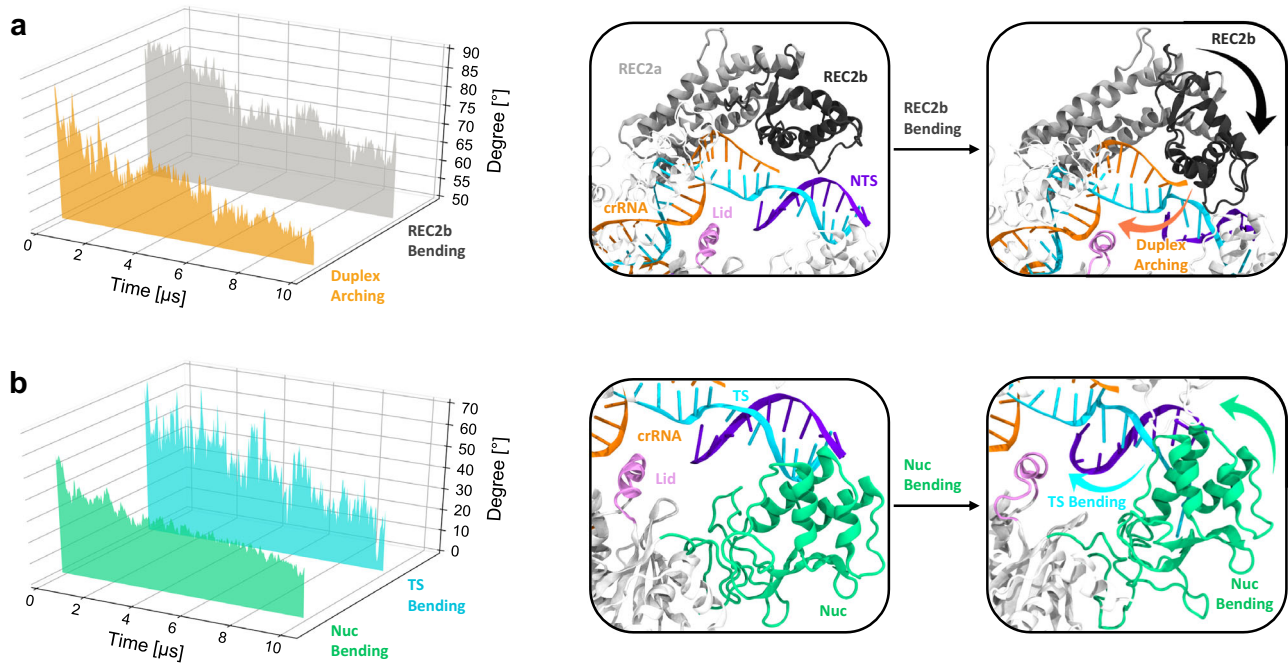 a
90
85
80
75
70
65
60
55
50
Degree [°]
0
2
4
6
8
10
Time [µs]
REC2b
Bending
Duplex
Arching
REC2a
REC2b
crRNA
NTS
Lid
REC2b
Bending
REC2b
Duplex
Arching
b
70
60
50
40
30
20
10
0
Degree [°]
0
2
4
6
8
10
Time [µs]
TS
Bending
Nuc
Bending
TS
crRNA
Lid
Nuc
Nuc
Bending
TS Bending
Nuc
Bending